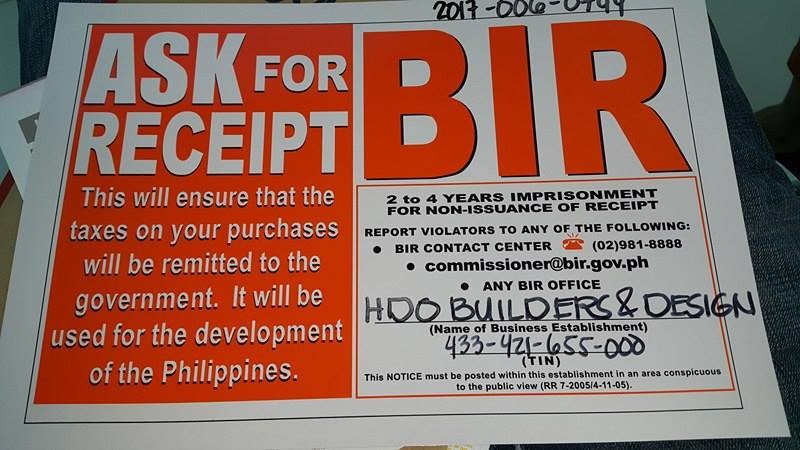 2017-006-0799
ASK FOR
RECEIPT
This will ensure that the
taxes on your purchases
will be remitted to the
government. It will be
used for the development
of the Philippines.
BIR
2 to 4 YEARS IMPRISONMENT
FOR NON-ISSUANCE OF RECEIPT
REPORT VIOLATORS TO ANY OF THE FOLLOWING:
• BIR CONTACT CENTER ☎ (02)981-8888
• commissioner@bir.gov.ph
• ANY BIR OFFICE
HDO BUILDERS & DESIGN
(Name of Business Establishment)
433-421-655-000
(TIN)
This NOTICE must be posted within this establishment in an area conspicuous
to the public view (RR 7-2005/4-11-05).